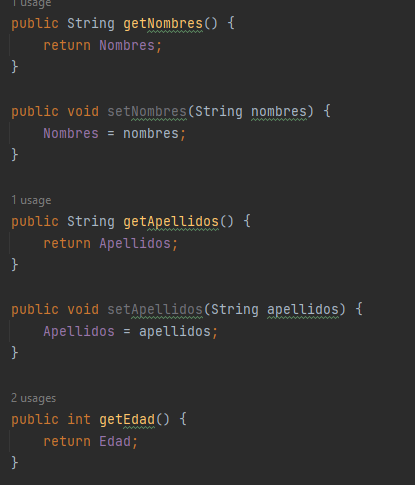 1 usage
public String getNombres() {
    return Nombres;
}
public void setNombres(String nombres) {
    Nombres = nombres;
}
1 usage
public String getApellidos() {
    return Apellidos;
}
public void setApellidos(String apellidos) {
    Apellidos = apellidos;
}
2 usages
public int getEdad() {
    return Edad;
}